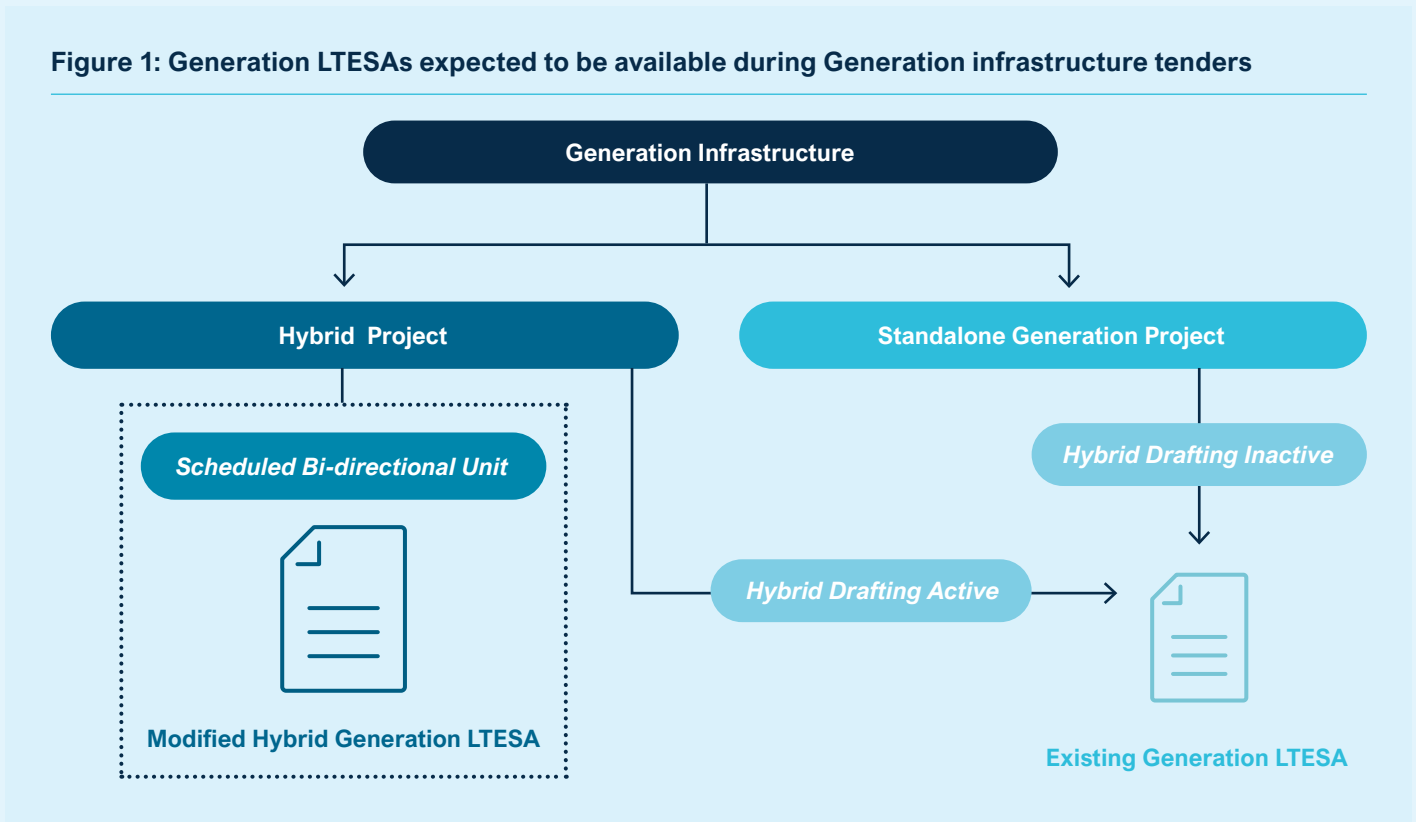 Figure 1: Generation LTESAs expected to be available during Generation infrastructure tenders
Generation Infrastructure
Hybrid Project
Standalone Generation Project
Scheduled Bi-directional Unit
Hybrid Drafting Inactive
Hybrid Drafting Active
Modified Hybrid Generation LTESA
Existing Generation LTESA